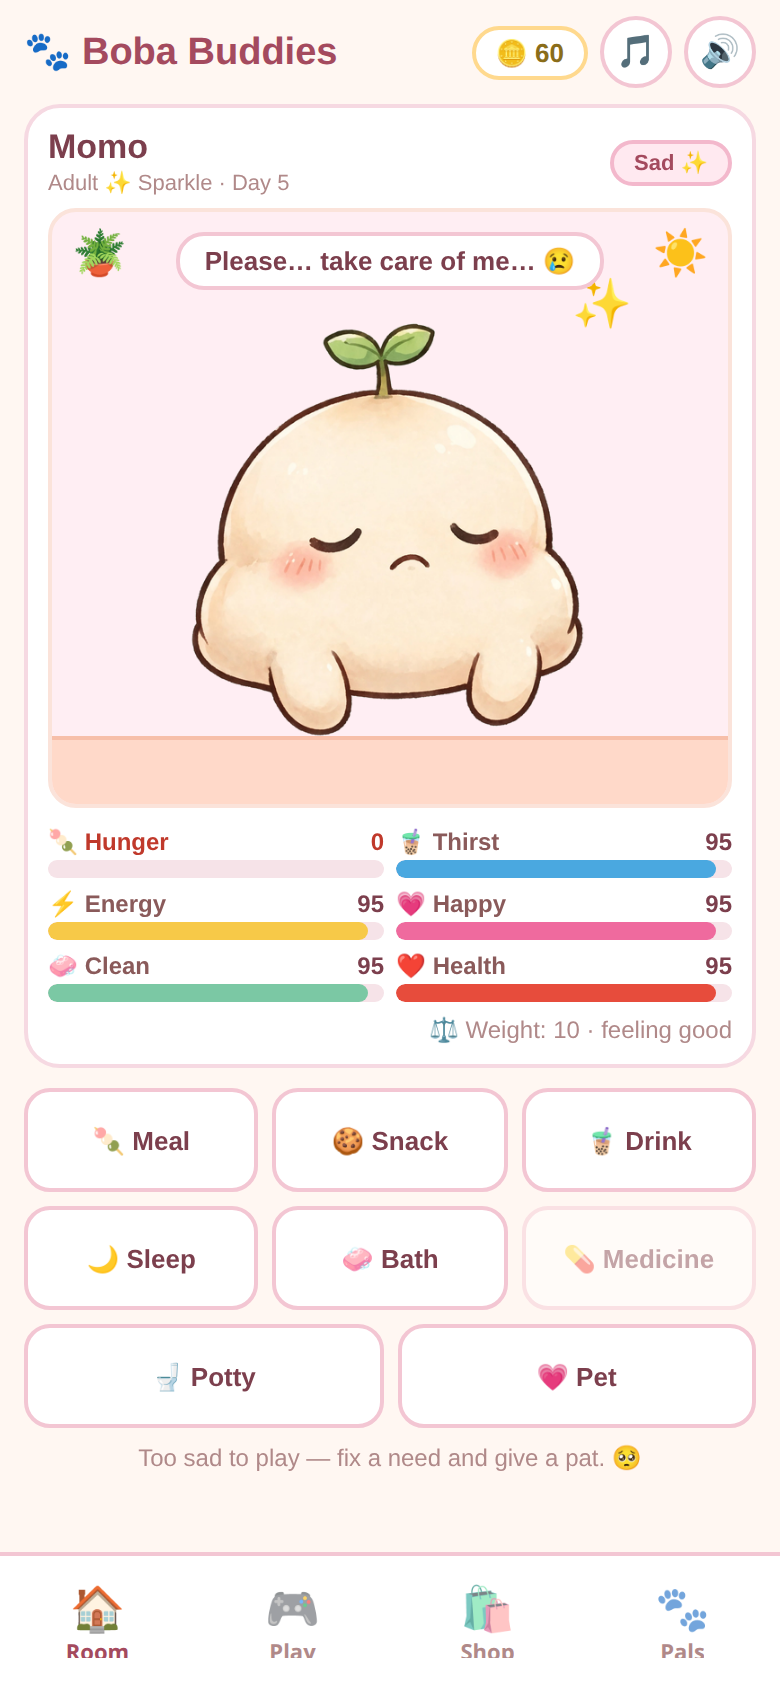 🐾 Boba Buddies 🪙 60 🎵 🔊
Momo
Adult ✨ Sparkle · Day 5
Sad ✨
Please… take care of me… 😢
🍡 Hunger 0
🧋 Thirst 95
⚡ Energy 95
💗 Happy 95
🧼 Clean 95
❤️ Health 95
⚖️ Weight: 10 · feeling good
🍡 Meal
🍪 Snack
🧋 Drink
🌙 Sleep
🧼 Bath
💊 Medicine
🚽 Potty
💗 Pet
Too sad to play — fix a need and give a pat. 🥺
Room
Play
Shop
Pals